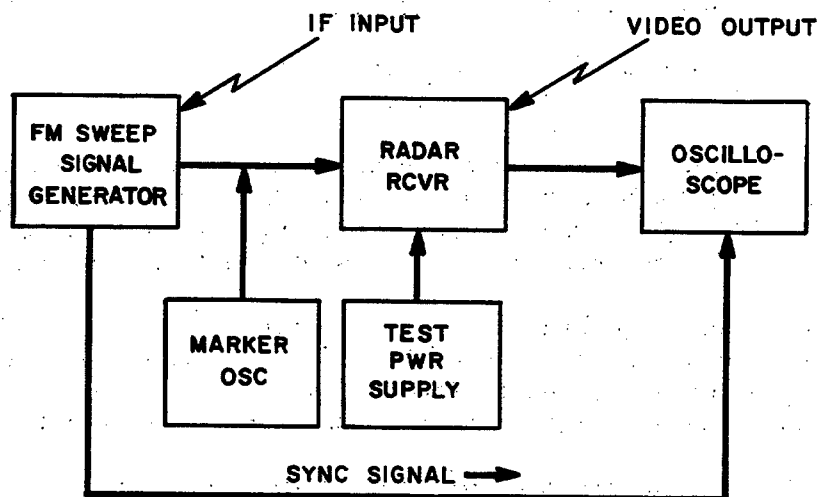 IF INPUT
VIDEO OUTPUT
FM SWEEP
SIGNAL
GENERATOR
RADAR
RCVR
OSCILLO-
SCOPE
MARKER
OSC
TEST
PWR
SUPPLY
SYNC SIGNAL